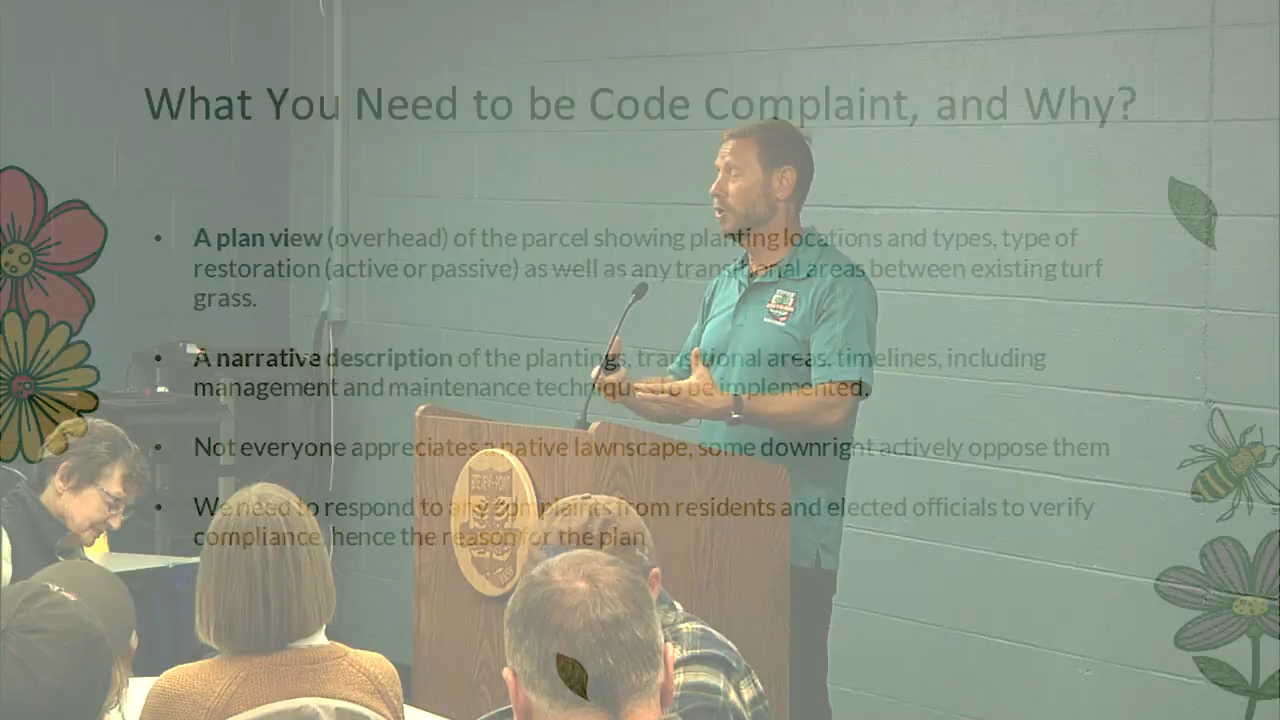 What You Need to be Code Complaint, and Why?
• A plan view (overhead) of the parcel showing planting locations and types, type of
restoration (active or passive) as well as any transitional areas between existing turf
grass.
• A narrative description of the plantings, transitional areas, timelines, including
management and maintenance techniques to be implemented.
• Not everyone appreciates a native lawnscape, some downright actively oppose them
• We need to respond to any complaints from residents and elected officials to verify
compliance, hence the reason for the plan
STEVENS POINT